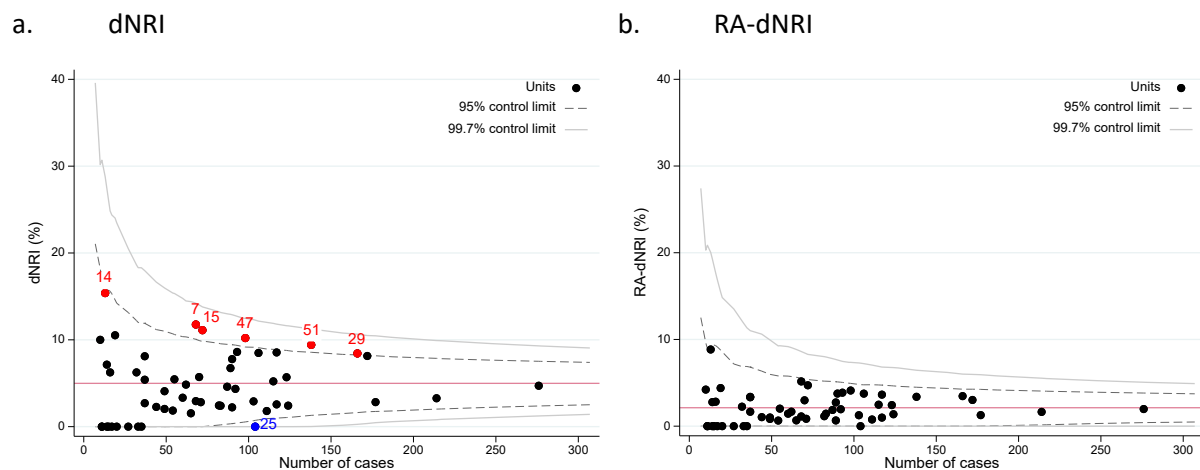 a. dNRI
b. RA-dNRI
40
30
20
10
0
dNRI (%)
Units
95% control limit
99.7% control limit
14
7
15
47
51
29
25
0
50
100
150
200
250
300
Number of cases
40
30
20
10
0
RA-dNRI (%)
Units
95% control limit
99.7% control limit
0
50
100
150
200
250
300
Number of cases